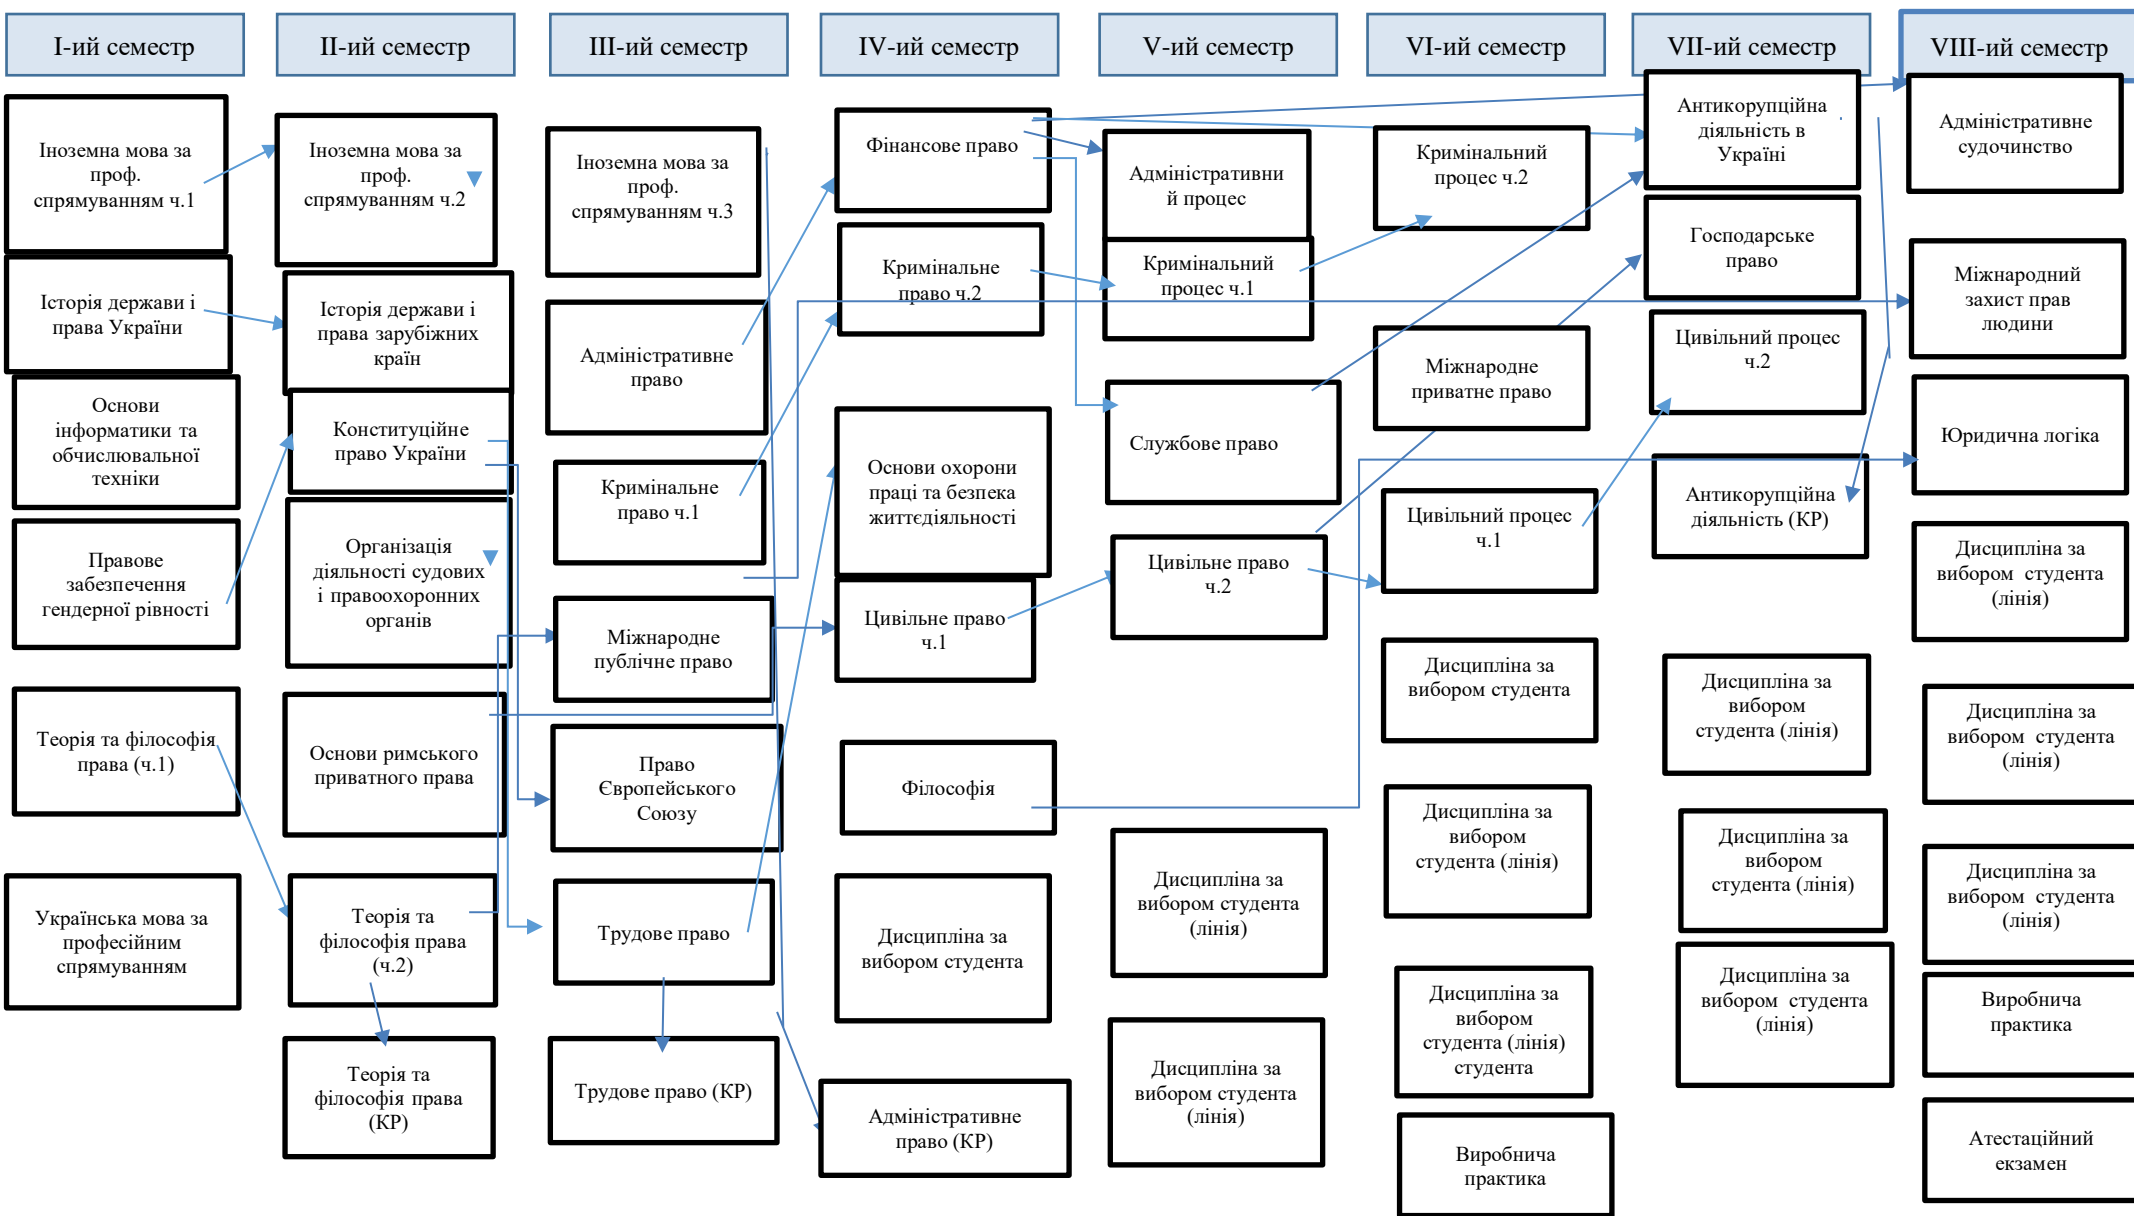 I-ий семестр
II-ий семестр
III-ий семестр
IV-ий семестр
V-ий семестр
VI-ий семестр
VII-ий семестр
VIII-ий семестр
Іноземна мова за
проф.
спрямуванням ч.1
Історія держави і
права України
Основи
інформатики та
обчислювальної
техніки
Правове
забезпечення
гендерної рівності
Теорія та філософія
права (ч.1)
Українська мова за
професійним
спрямуванням
Іноземна мова за
проф.
спрямуванням ч.2
Історія держави і
права зарубіжних
країн
Конституційне
право України
Організація
діяльності судових
і правоохоронних
органів
Основи римського
приватного права
Теорія та
філософія права
(ч.2)
Теорія та
філософія права
(КР)
Іноземна мова за
проф.
спрямуванням ч.3
Адміністративне
право
Кримінальне
право ч.1
Міжнародне
публічне право
Право
Європейського
Союзу
Трудове право
Трудове право (КР)
Фінансове право
Кримінальне
право ч.2
Основи охорони
праці та безпека
життєдіяльності
Цивільне право
ч.1
Філософія
Дисципліна за
вибором студента
Адміністративне
право (КР)
Адміністративни
й процес
Кримінальний
процес ч.1
Службове право
Цивільне право
ч.2
Дисципліна за
вибором студента
(лінія)
Дисципліна за
вибором студента
(лінія)
Кримінальний
процес ч.2
Міжнародне
приватне право
Цивільний процес
ч.1
Дисципліна за
вибором студента
Дисципліна за
вибором
студента (лінія)
Дисципліна за
вибором
студента (лінія)
студента
Виробнича
практика
Антикорупційна
діяльність в
Україні
Господарське
право
Цивільний процес
ч.2
Антикорупційна
діяльність (КР)
Дисципліна за
вибором
студента (лінія)
Дисципліна за
вибором
студента (лінія)
Дисципліна за
вибором студента
(лінія)
Адміністративне
судочинство
Міжнародний
захист прав
людини
Юридична логіка
Дисципліна за
вибором студента
(лінія)
Дисципліна за
вибором студента
(лінія)
Дисципліна за
вибором студента
(лінія)
Виробнича
практика
Атестаційний
екзамен